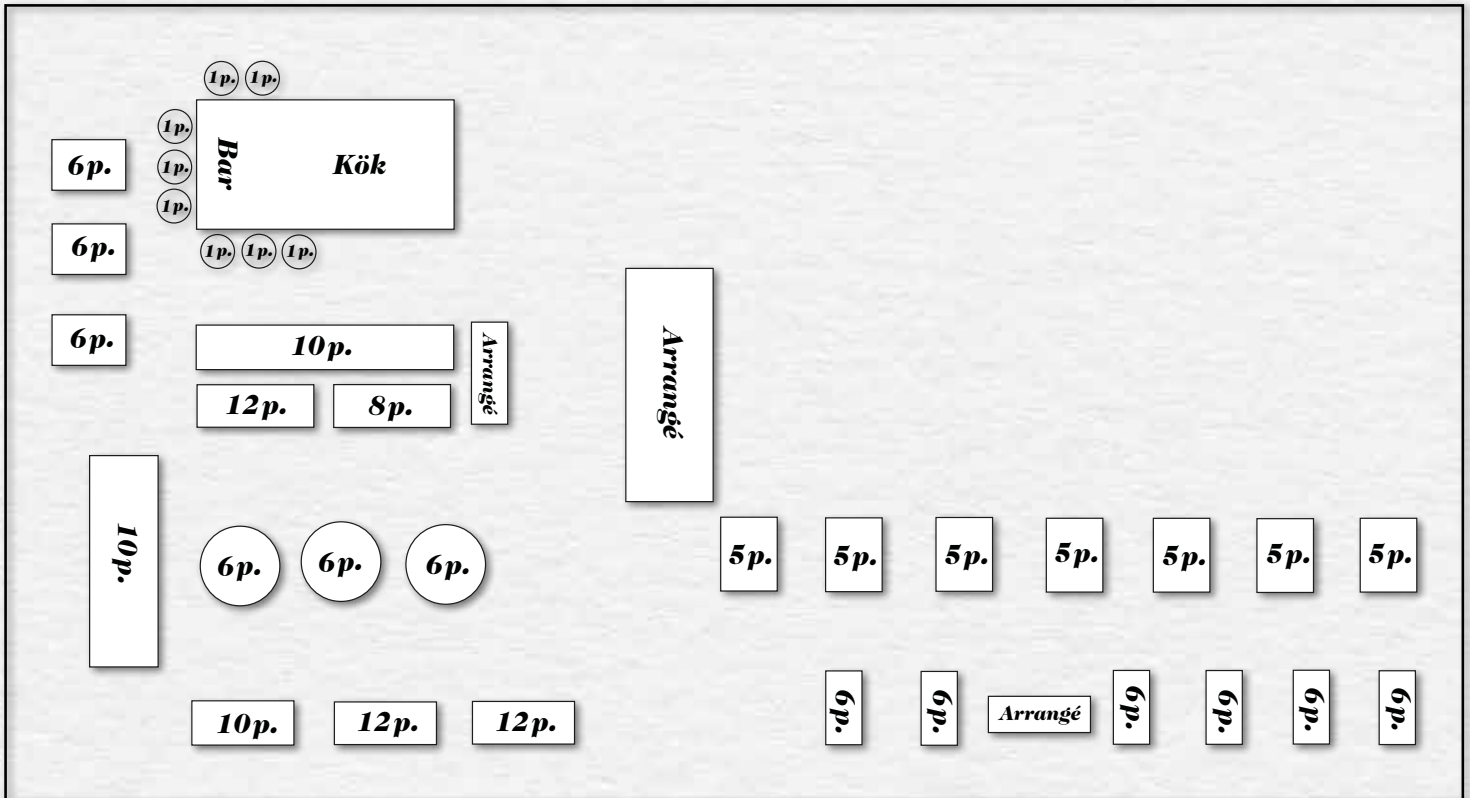 1p. 1p.
1p.
1p.
1p.
Bar
Kök
1p. 1p. 1p.
6p.
6p.
6p.
10p.
12p. 8p.
Arrangé
Arrangé
10p.
6p. 6p. 6p.
10p. 12p. 12p.
5p. 5p. 5p. 5p. 5p. 5p. 5p.
6p. 6p. Arrangé 6p. 6p. 6p. 6p.